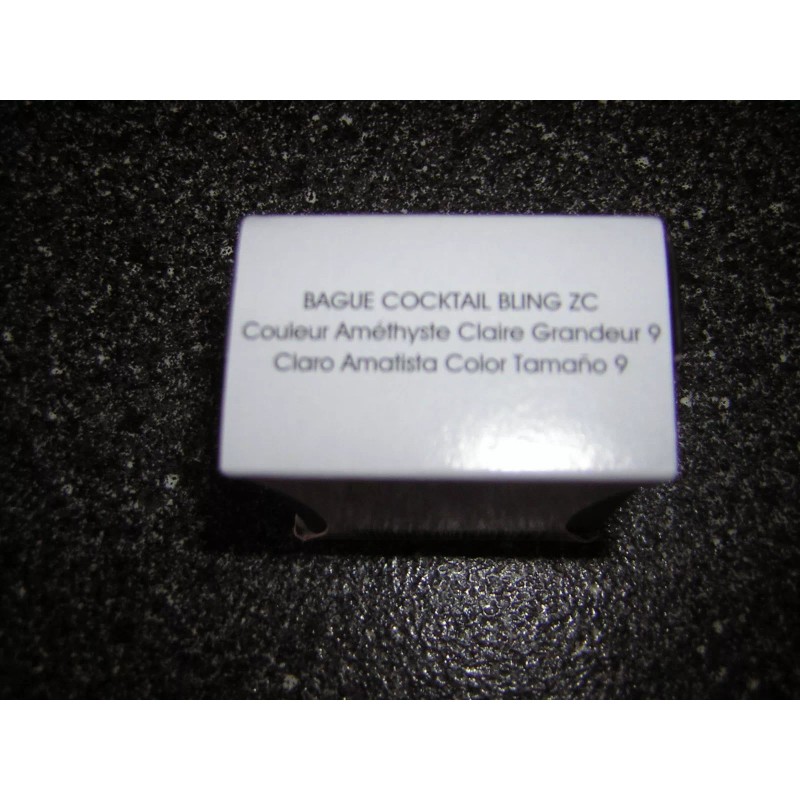 BAGUE COCKTAIL BLING ZC
Couleur Améthyste Claire Grandeur 9
Claro Amatista Color Tamaño 9